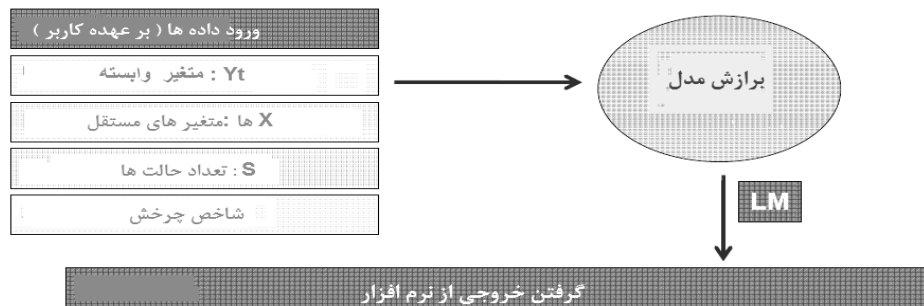 ورود داده ها ( بر عهده کاربر )
Yt : متغیر وابسته
X ها :متغیر های مستقل
S : تعداد حالت ها
شاخص چرخش
برازش مدل
LM
گرفتن خروجی از نرم افزار